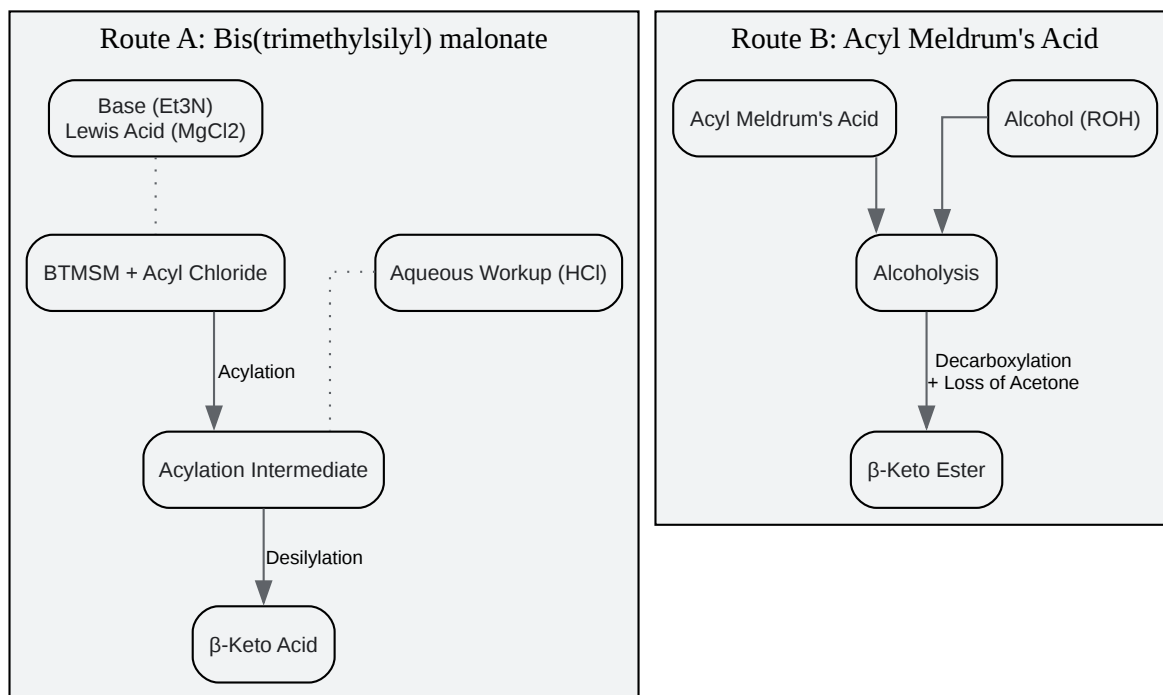 Route A: Bis(trimethylsilyl) malonate
Base (Et3N)
Lewis Acid (MgCl2)
BTMSM + Acyl Chloride
Aqueous Workup (HCl)
Acylation
Acylation Intermediate
Desilylation
β-Keto Acid
Route B: Acyl Meldrum's Acid
Acyl Meldrum's Acid
Alcohol (ROH)
Alcoholysis
Decarboxylation
+ Loss of Acetone
β-Keto Ester